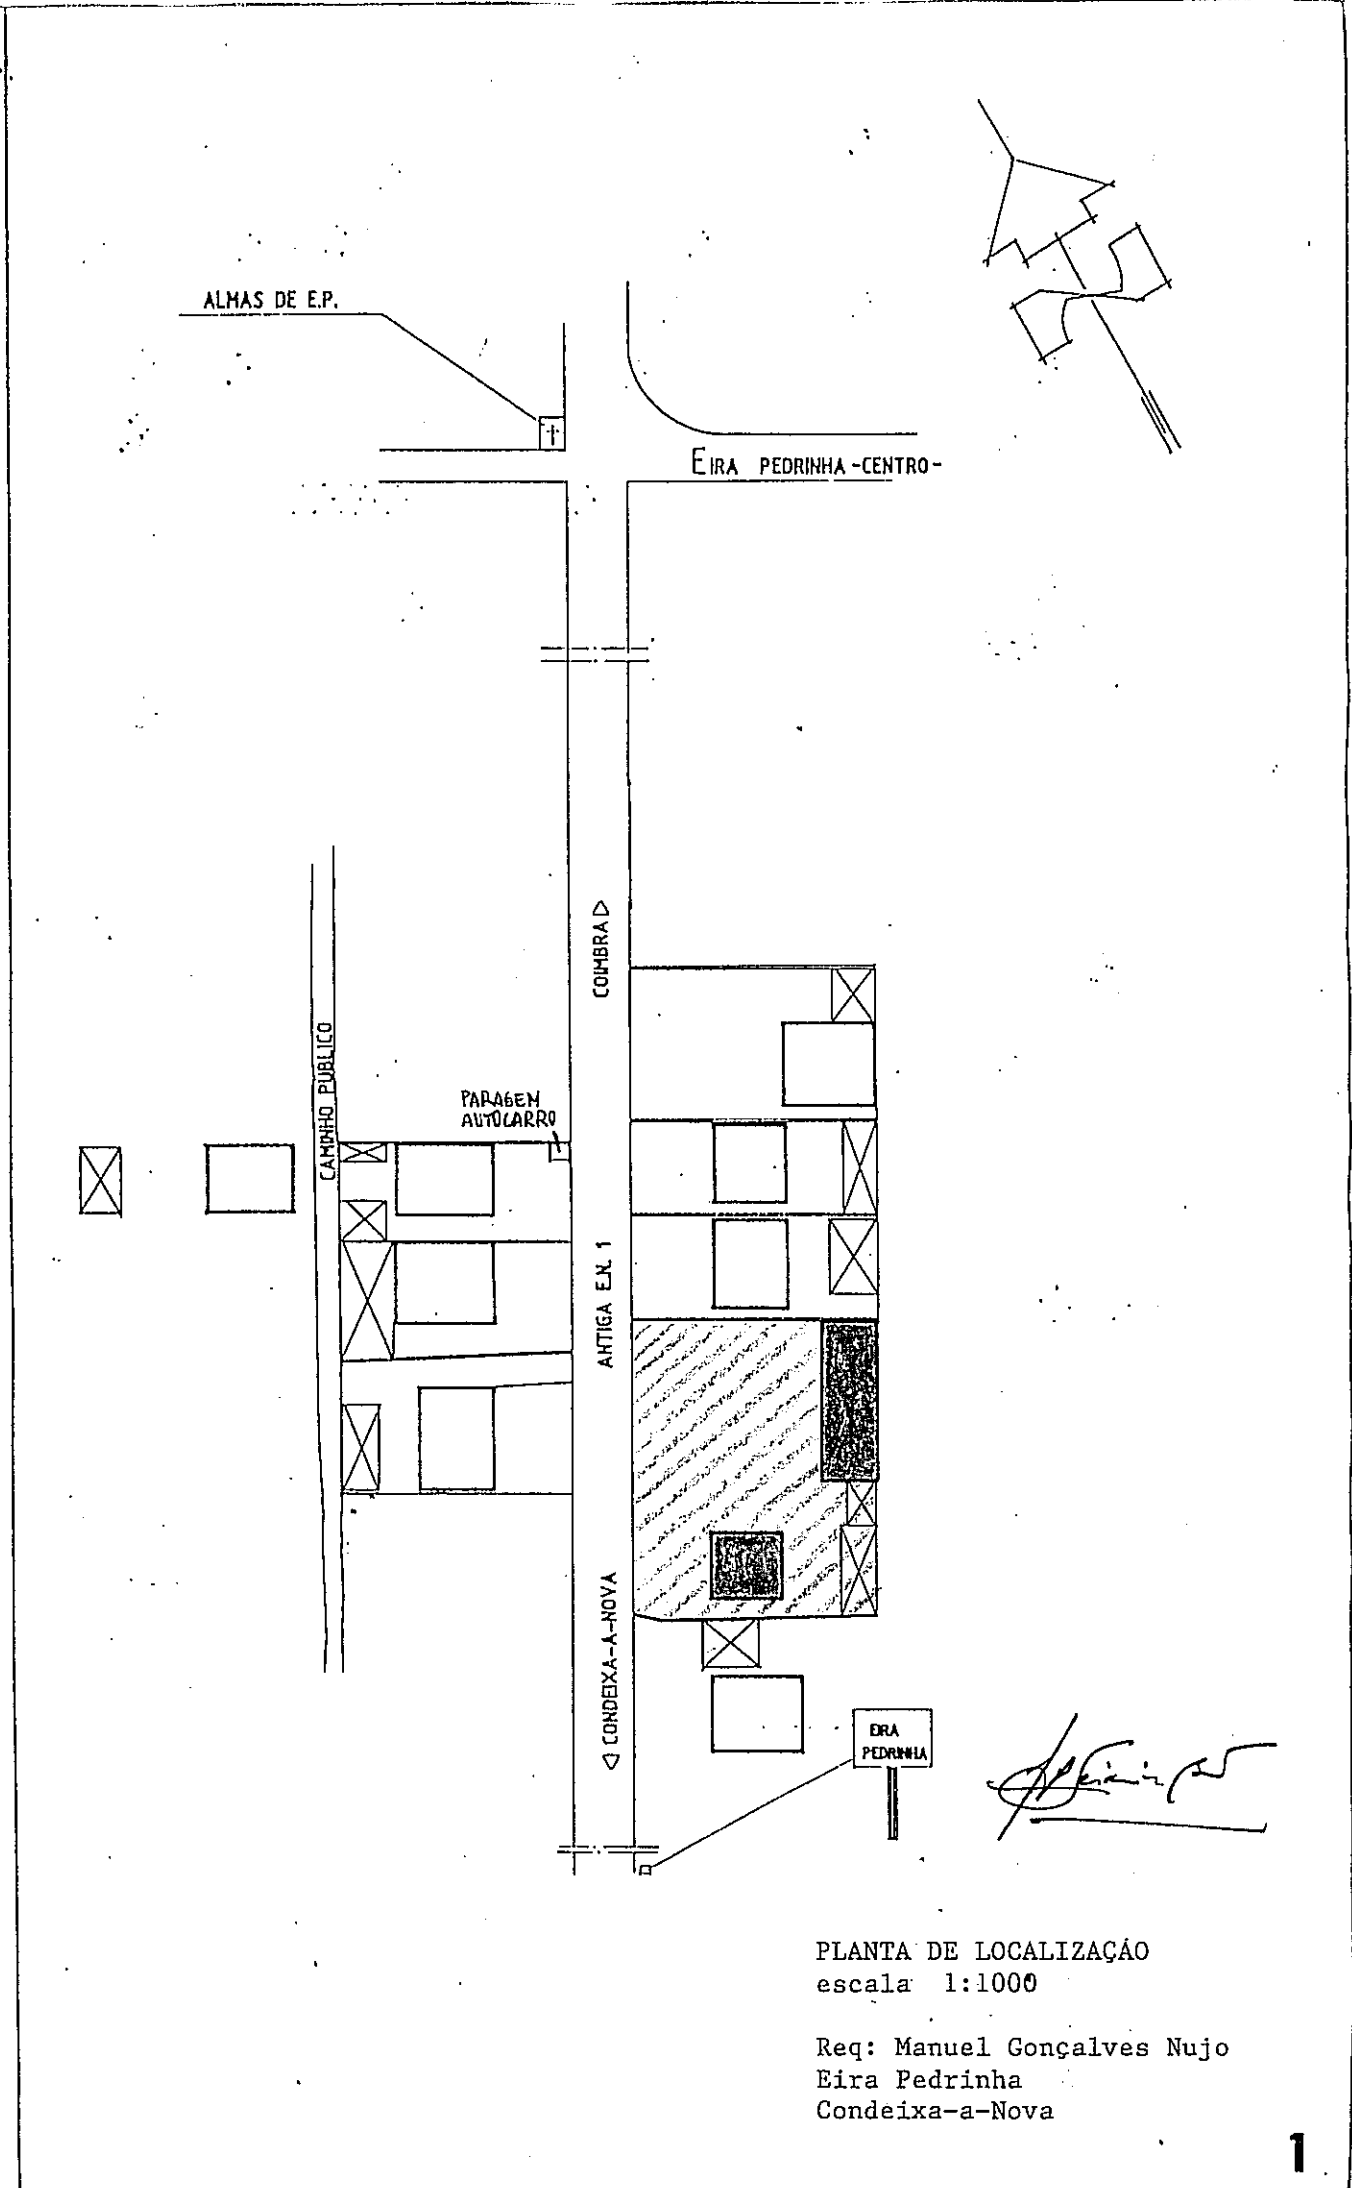 ALMAS DE E.P.
EIRA PEDRINHA -CENTRO-
COIMBRA
CAMINHO PUBLICO
PARAGEM
AUTOCARRO
ANTIGA E.N. 1
CONDEIXA-A-NOVA
EIRA
PEDRINHA
PLANTA DE LOCALIZAÇÁO
escala 1:1000
Req: Manuel Gonçalves Nujo
Eira Pedrinha
Condeixa-a-Nova
1